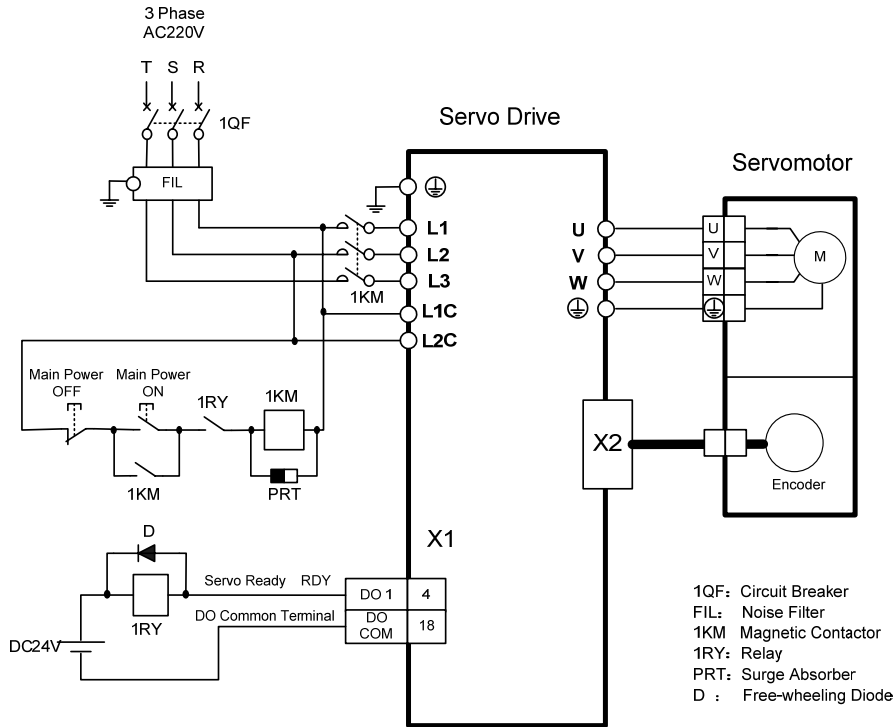 3 Phase
AC220V
T S R
1QF
Servo Drive
Servomotor
FIL
L1
L2
L3
1KM
L1C
L2C
U
V
W
U
V
W
M
Main Power
OFF
Main Power
ON
1RY
1KM
1KM
PRT
X2
Encoder
X1
D
Servo Ready RDY
DO 1
4
1RY
DO Common Terminal
DO
COM
18
DC24V
1QF: Circuit Breaker
FIL: Noise Filter
1KM Magnetic Contactor
1RY: Relay
PRT: Surge Absorber
D : Free-wheeling Diode